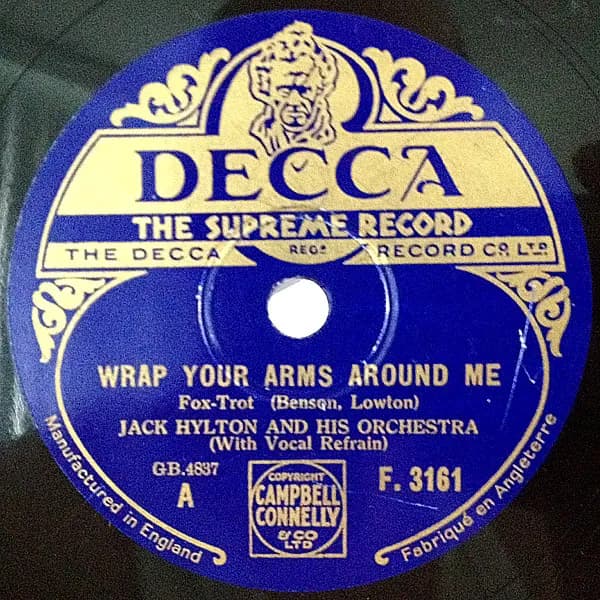 DECCA
THE SUPREME RECORD
THE DECCA REGD RECORD CO. LTD.
WRAP YOUR ARMS AROUND ME
Fox-Trot (Benson, Lowton)
JACK HYLTON AND HIS ORCHESTRA
(With Vocal Refrain)
GB.4837
A
COPYRIGHT
CAMPBELL
CONNELLY
& CO
LTD
F. 3161
Manufactured in England
Fabriqué en Angleterre